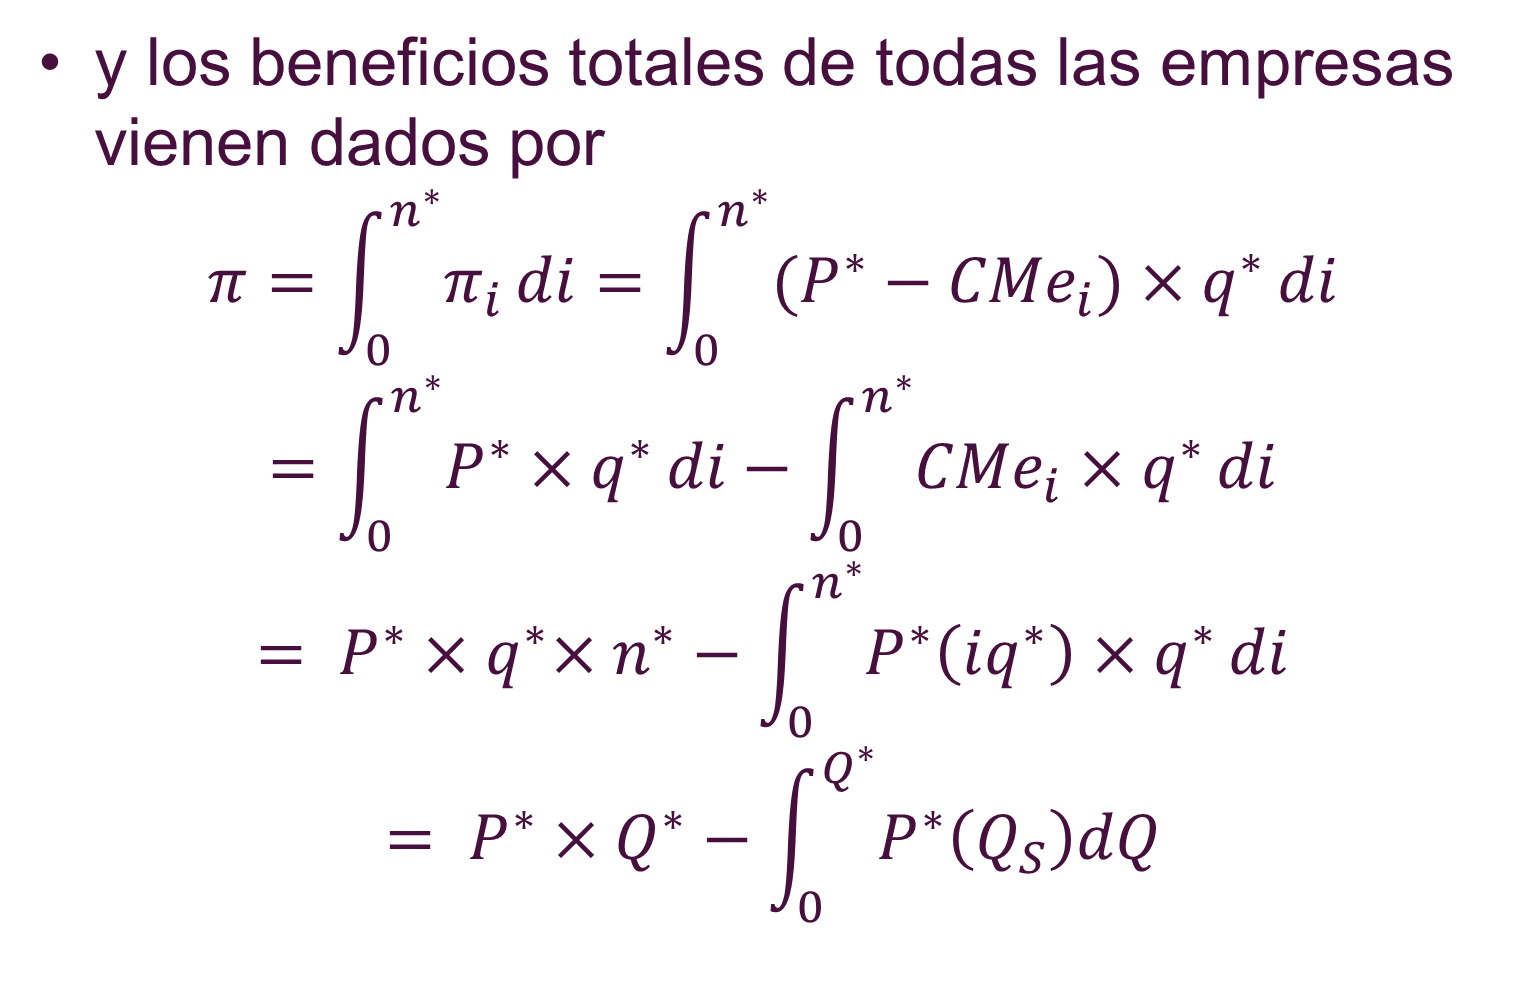 • y los beneficios totales de todas las empresas
vienen dados por
π = ∫₀^{n*} π_i di = ∫₀^{n*} (P* − CMe_i) × q* di
= ∫₀^{n*} P* × q* di − ∫₀^{n*} CMe_i × q* di
= P* × q* × n* − ∫₀^{n*} P*(iq*) × q* di
= P* × Q* − ∫₀^{Q*} P*(Q_S)dQ